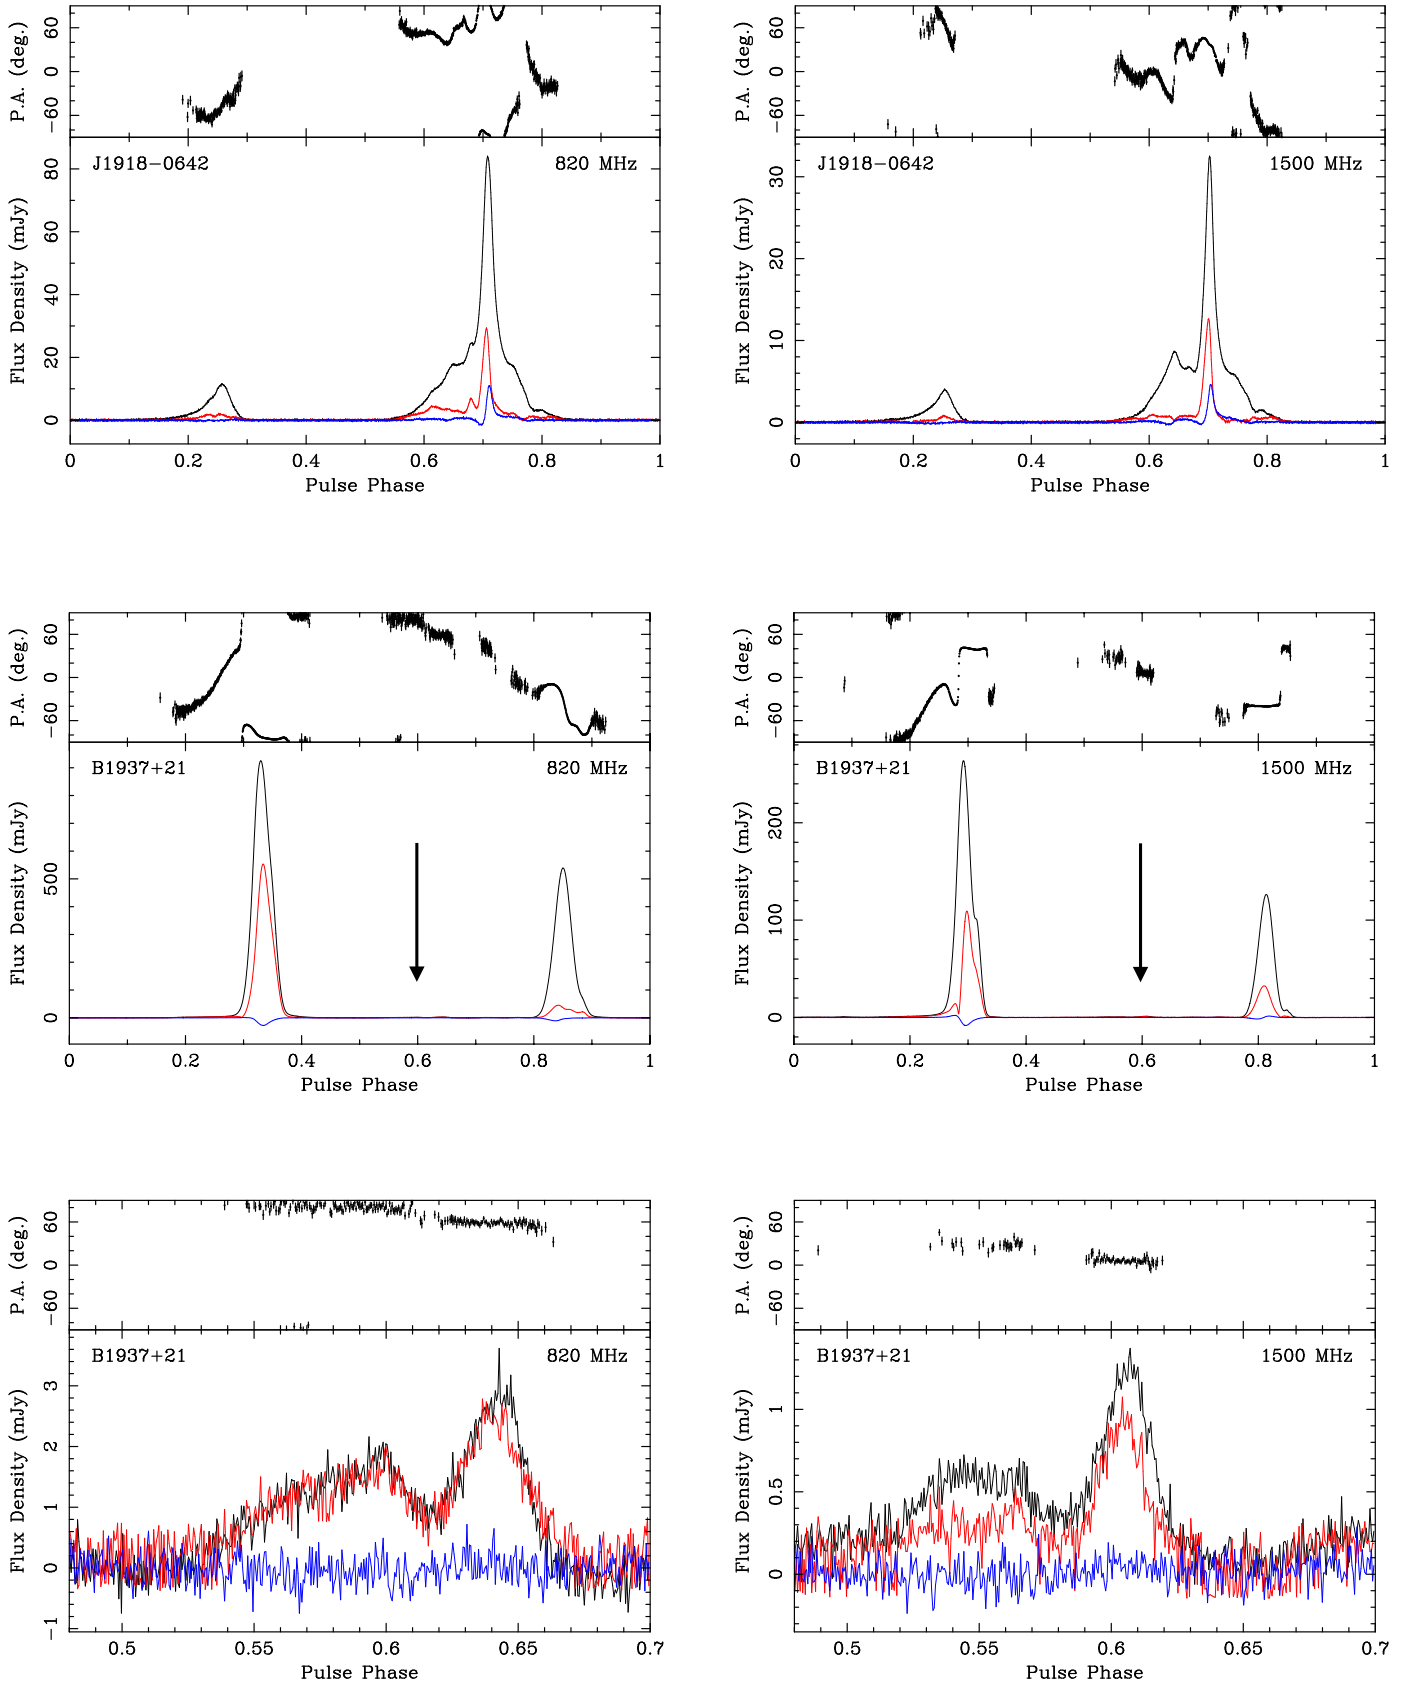 P.A. (deg.)
60
0
−60
P.A. (deg.)
60
0
−60
J1918−0642 820 MHz
Flux Density (mJy)
80
60
40
20
0
0 0.2 0.4 0.6 0.8 1
Pulse Phase
J1918−0642 1500 MHz
Flux Density (mJy)
30
20
10
0
0 0.2 0.4 0.6 0.8 1
Pulse Phase
P.A. (deg.)
60
0
−60
P.A. (deg.)
60
0
−60
B1937+21 820 MHz
Flux Density (mJy)
500
0
0 0.2 0.4 0.6 0.8 1
Pulse Phase
B1937+21 1500 MHz
Flux Density (mJy)
200
100
0
0 0.2 0.4 0.6 0.8 1
Pulse Phase
P.A. (deg.)
60
0
−60
P.A. (deg.)
60
0
−60
B1937+21 820 MHz
Flux Density (mJy)
3
2
1
0
−1
0.5 0.55 0.6 0.65 0.7
Pulse Phase
B1937+21 1500 MHz
Flux Density (mJy)
1
0.5
0
0.5 0.55 0.6 0.65 0.7
Pulse Phase